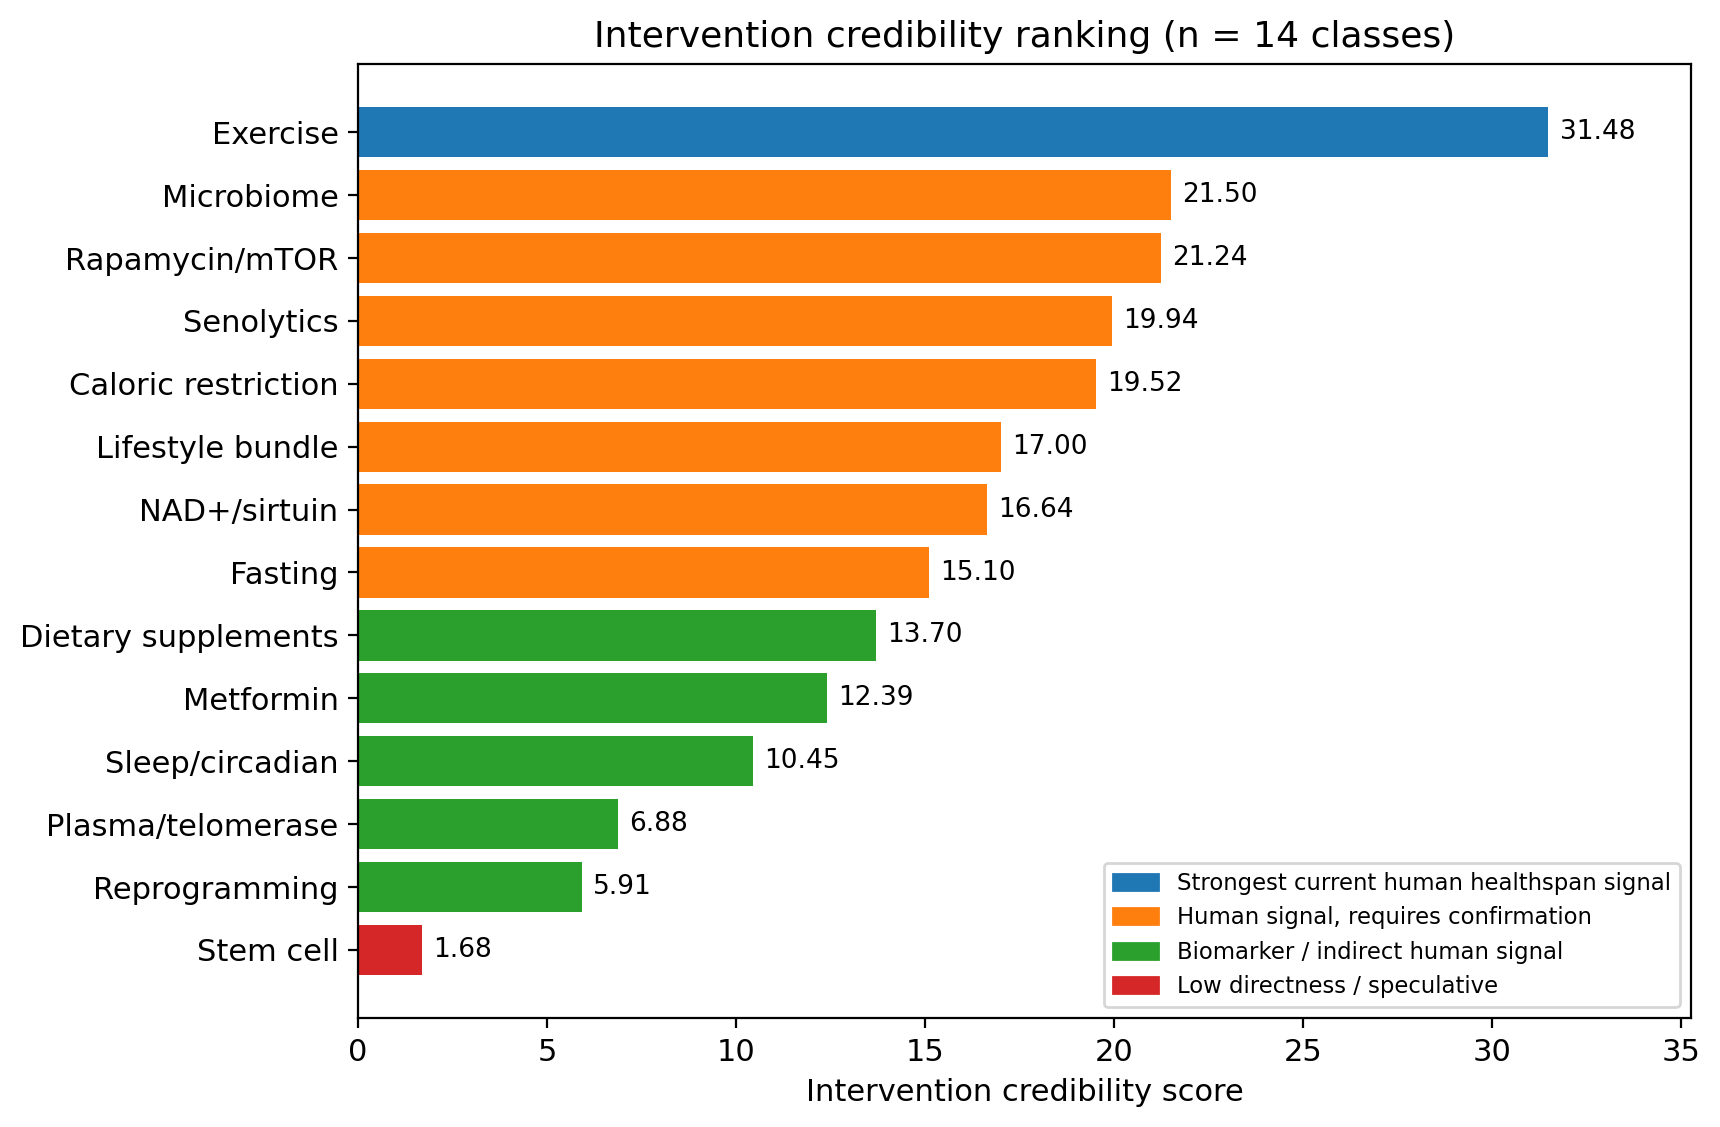 Intervention credibility ranking (n = 14 classes)
Exercise 31.48
Microbiome 21.50
Rapamycin/mTOR 21.24
Senolytics 19.94
Caloric restriction 19.52
Lifestyle bundle 17.00
NAD+/sirtuin 16.64
Fasting 15.10
Dietary supplements 13.70
Metformin 12.39
Sleep/circadian 10.45
Plasma/telomerase 6.88
Reprogramming 5.91
Stem cell 1.68
Strongest current human healthspan signal
Human signal, requires confirmation
Biomarker / indirect human signal
Low directness / speculative
0 5 10 15 20 25 30 35
Intervention credibility score